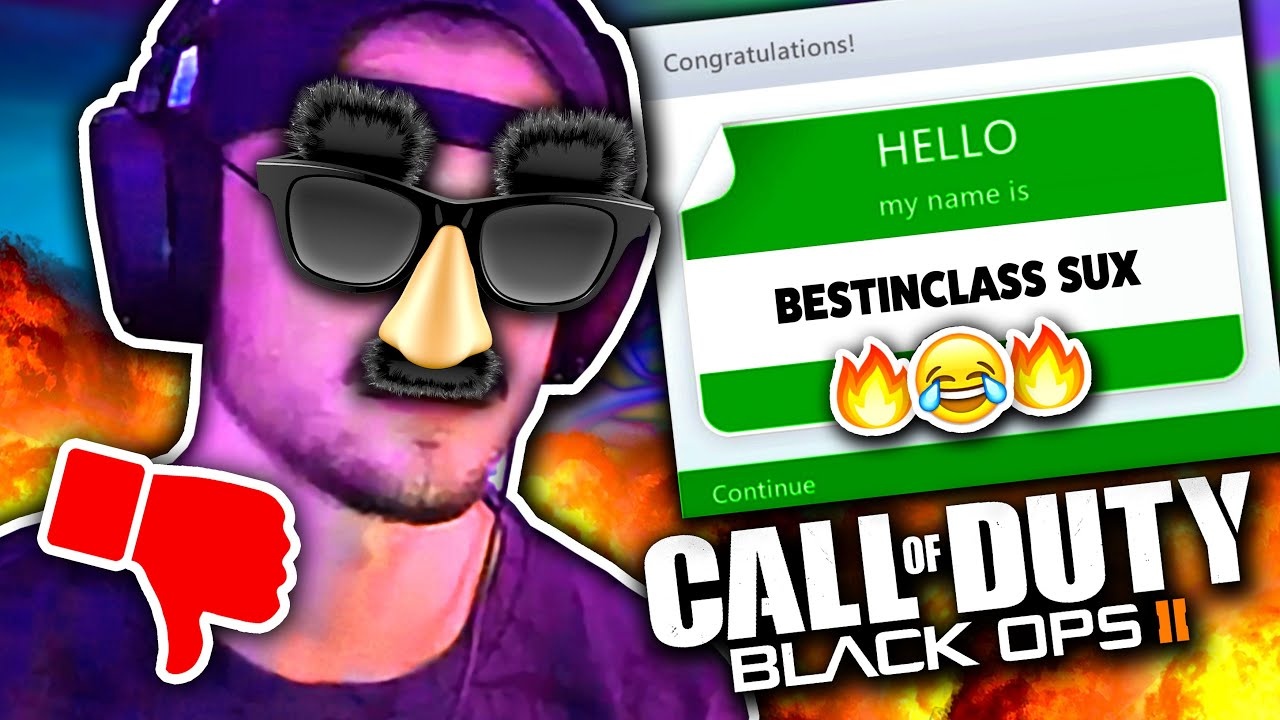 Congratulations!
HELLO
my name is
BESTINCLASS SUX
Continue
CALL OF DUTY
BLACK OPS II